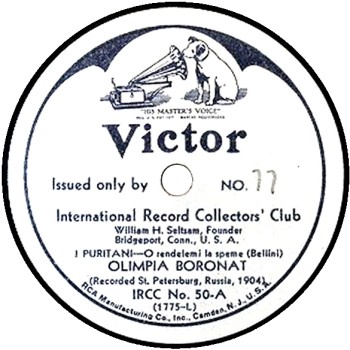 "HIS MASTER'S VOICE"
Victor
Issued only by NO. 77
International Record Collectors' Club
William H. Seltsam, Founder
Bridgeport, Conn., U. S. A.
I PURITANI—O rendelemi la speme (Bellini)
OLIMPIA BORONAT
(Recorded St. Petersburg, Russia, 1904)
IRCC No. 50-A
(1775-L)
RCA Manufacturing Co., Inc., Camden, N. J., U. S. A.